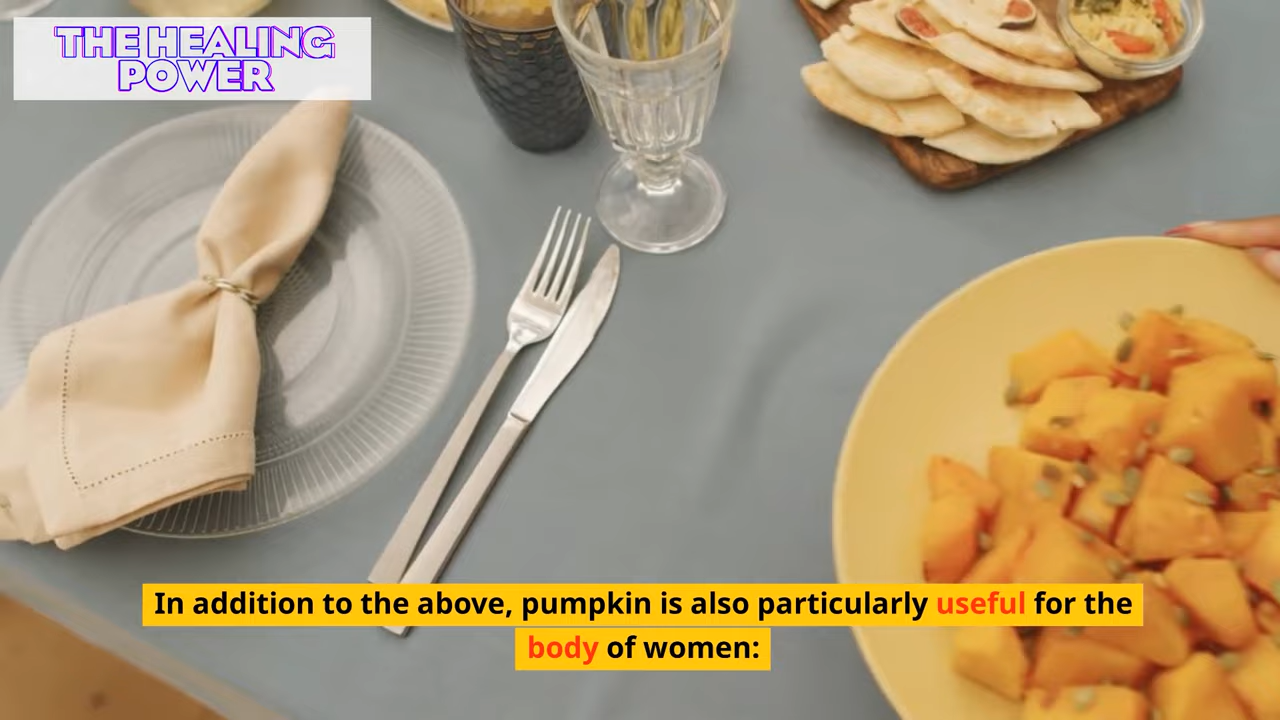 THE HEALING
POWER
In addition to the above, pumpkin is also particularly useful for the
body of women: